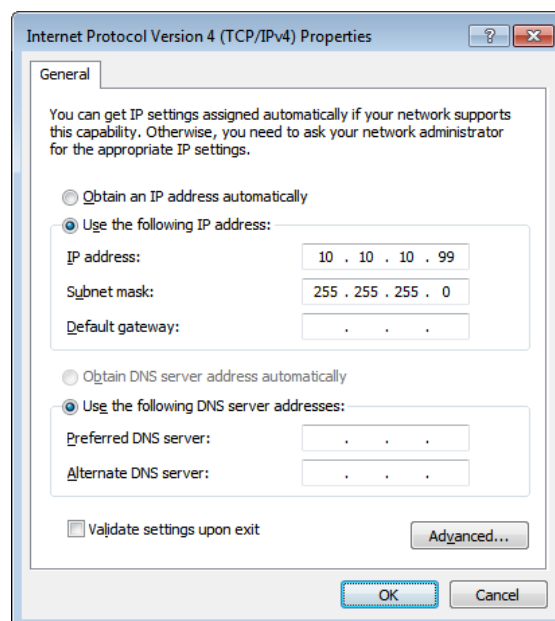 Internet Protocol Version 4 (TCP/IPv4) Properties
General
You can get IP settings assigned automatically if your network supports
this capability. Otherwise, you need to ask your network administrator
for the appropriate IP settings.
Obtain an IP address automatically
Use the following IP address:
IP address: 10 . 10 . 10 . 99
Subnet mask: 255 . 255 . 255 . 0
Default gateway: . . .
Obtain DNS server address automatically
Use the following DNS server addresses:
Preferred DNS server: . . .
Alternate DNS server: . . .
Validate settings upon exit
Advanced...
OK Cancel